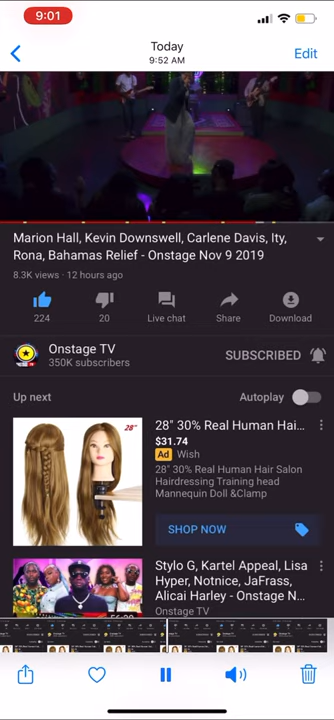 9:01
Today
9:52 AM
Edit
Marion Hall, Kevin Downswell, Carlene Davis, Ity,
Rona, Bahamas Relief - Onstage Nov 9 2019
8.3K views · 12 hours ago
224
20
Live chat
Share
Download
Onstage TV
350K subscribers
SUBSCRIBED
Up next
Autoplay
28"
28" 30% Real Human Hai...
$31.74
Ad Wish
28" 30% Real Human Hair Salon
Hairdressing Training head
Mannequin Doll &Clamp
SHOP NOW
Stylo G, Kartel Appeal, Lisa
Hyper, Notnice, JaFrass,
Alicai Harley - Onstage N...
Onstage TV